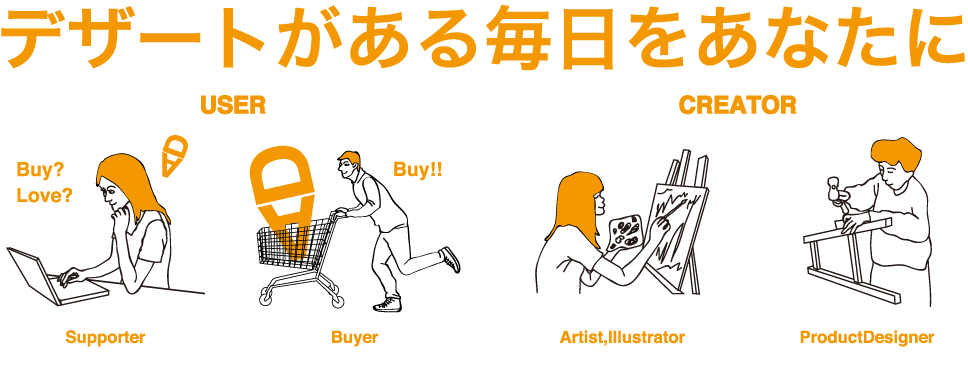 デザートがある毎日をあなたに
USER
CREATOR
Buy?
Love?
Buy!!
Supporter
Buyer
Artist,Illustrator
ProductDesigner